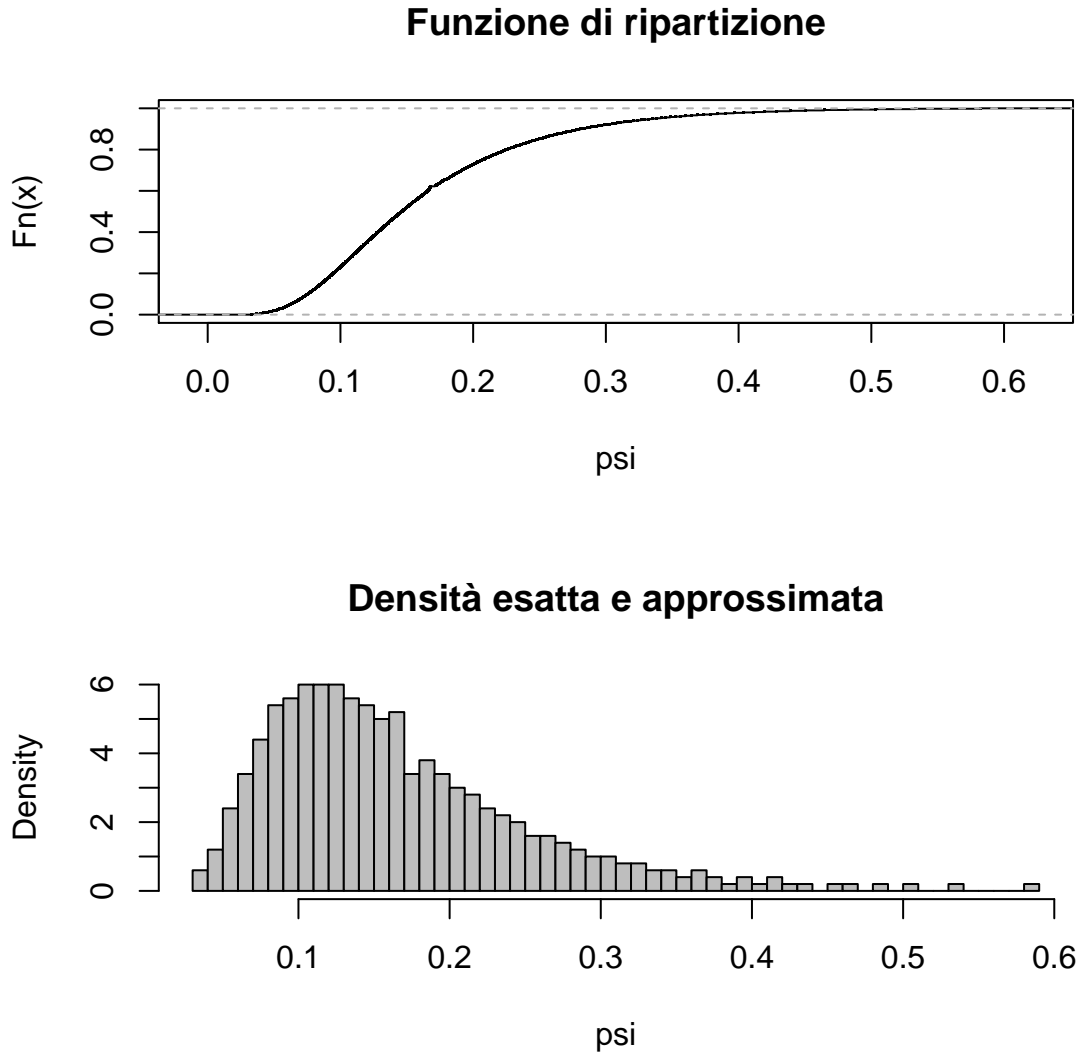 Funzione di ripartizione
Fn(x)
0.0 0.4 0.8
0.0 0.1 0.2 0.3 0.4 0.5 0.6
psi
Densità esatta e approssimata
Density
0 2 4 6
0.1 0.2 0.3 0.4 0.5 0.6
psi